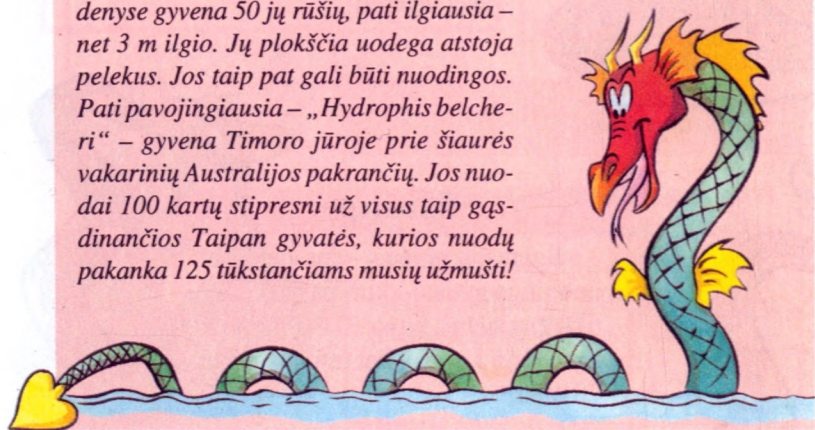 denyse gyvena 50 jų rūšių, pati ilgiausia –
net 3 m ilgio. Jų plokščia uodega atstoja
pelekus. Jos taip pat gali būti nuodingos.
Pati pavojingiausia – „Hydrophis belche-
ri“ – gyvena Timoro jūroje prie šiaurės
vakarinių Australijos pakrančių. Jos nuo-
dai 100 kartų stipresni už visus taip gąs-
dinančios Taipan gyvatės, kurios nuodų
pakanka 125 tūkstančiams musių užmušti!